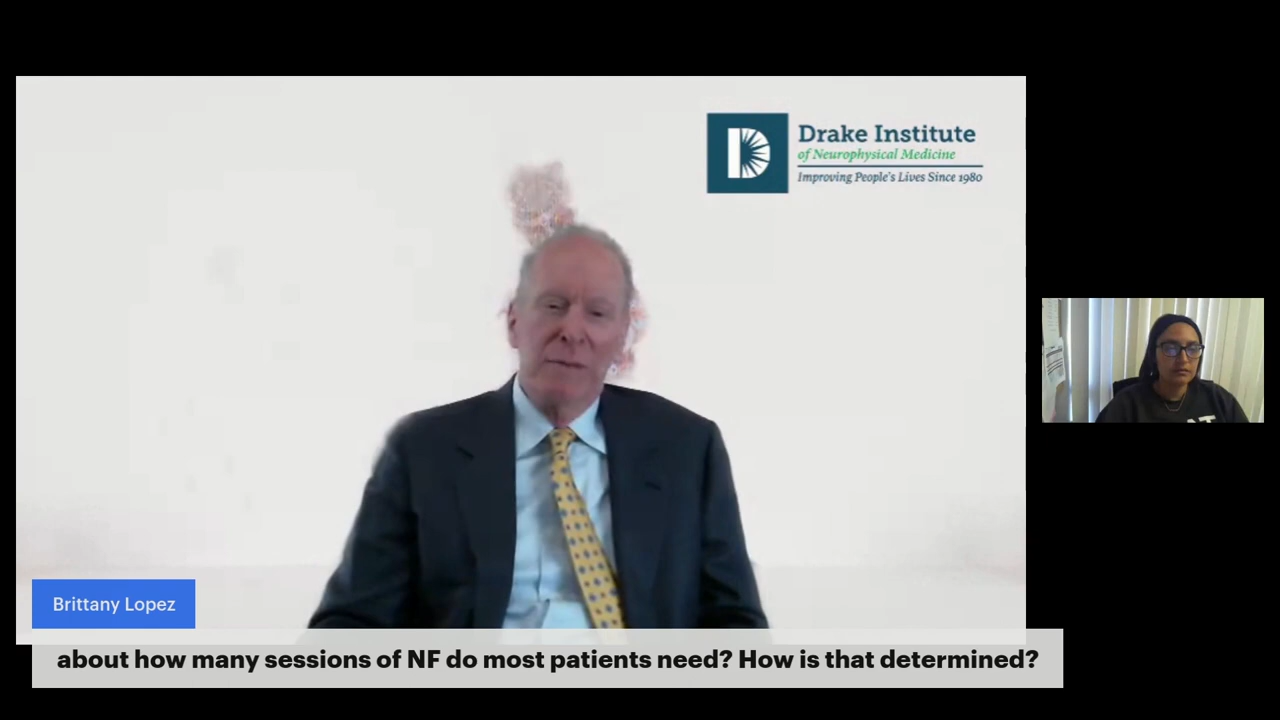 Drake Institute
of Neurophysical Medicine
Improving People's Lives Since 1980
Brittany Lopez
about how many sessions of NF do most patients need? How is that determined?